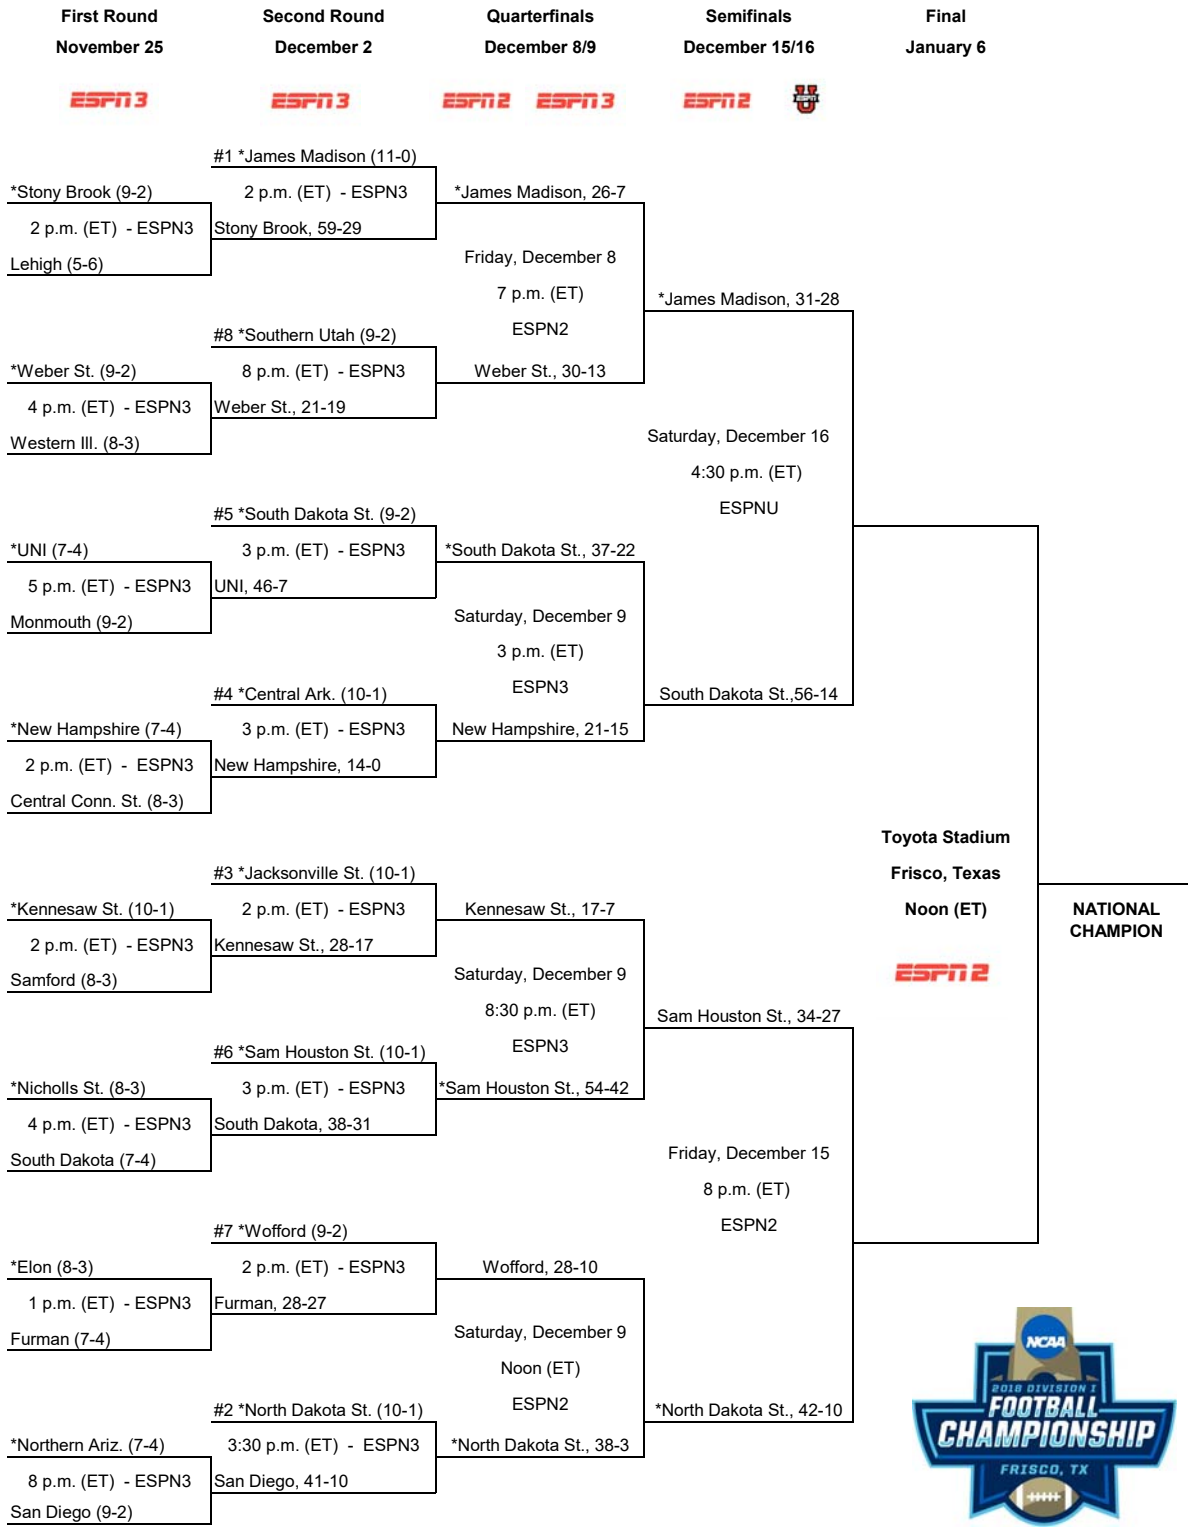 First Round
November 25
ESPN3
*Stony Brook (9-2)
2 p.m. (ET) - ESPN3
Lehigh (5-6)
*Weber St. (9-2)
4 p.m. (ET) - ESPN3
Western Ill. (8-3)
*UNI (7-4)
5 p.m. (ET) - ESPN3
Monmouth (9-2)
*New Hampshire (7-4)
2 p.m. (ET) - ESPN3
Central Conn. St. (8-3)
*Kennesaw St. (10-1)
2 p.m. (ET) - ESPN3
Samford (8-3)
*Nicholls St. (8-3)
4 p.m. (ET) - ESPN3
South Dakota (7-4)
*Elon (8-3)
1 p.m. (ET) - ESPN3
Furman (7-4)
*Northern Ariz. (7-4)
8 p.m. (ET) - ESPN3
San Diego (9-2)
Second Round
December 2
ESPN3
#1 *James Madison (11-0)
2 p.m. (ET) - ESPN3
Stony Brook, 59-29
#8 *Southern Utah (9-2)
8 p.m. (ET) - ESPN3
Weber St., 21-19
#5 *South Dakota St. (9-2)
3 p.m. (ET) - ESPN3
UNI, 46-7
#4 *Central Ark. (10-1)
3 p.m. (ET) - ESPN3
New Hampshire, 14-0
#3 *Jacksonville St. (10-1)
2 p.m. (ET) - ESPN3
Kennesaw St., 28-17
#6 *Sam Houston St. (10-1)
3 p.m. (ET) - ESPN3
South Dakota, 38-31
#7 *Wofford (9-2)
2 p.m. (ET) - ESPN3
Furman, 28-27
#2 *North Dakota St. (10-1)
3:30 p.m. (ET) - ESPN3
San Diego, 41-10
Quarterfinals
December 8/9
ESPN2 ESPN3
*James Madison, 26-7
Friday, December 8
7 p.m. (ET)
ESPN2
Weber St., 30-13
*South Dakota St., 37-22
Saturday, December 9
3 p.m. (ET)
ESPN3
New Hampshire, 21-15
Kennesaw St., 17-7
Saturday, December 9
8:30 p.m. (ET)
ESPN3
*Sam Houston St., 54-42
Wofford, 28-10
Saturday, December 9
Noon (ET)
ESPN2
*North Dakota St., 38-3
Semifinals
December 15/16
ESPN2 ESPN U
*James Madison, 31-28
Saturday, December 16
4:30 p.m. (ET)
ESPNU
South Dakota St.,56-14
Sam Houston St., 34-27
Friday, December 15
8 p.m. (ET)
ESPN2
*North Dakota St., 42-10
Final
January 6
Toyota Stadium
Frisco, Texas
Noon (ET)
ESPN2
NATIONAL
CHAMPION
NCAA
2018 DIVISION I
FOOTBALL
CHAMPIONSHIP
FRISCO, TX